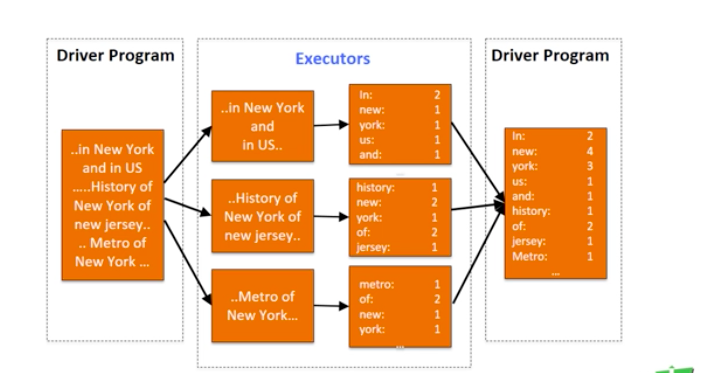 Driver Program
..in New York
and in US
.....History of
New York of
new jersey..
.. Metro of
New York ...
Executors
..in New York
and
in US..
In: 2
new: 1
york: 1
us: 1
and: 1
...
..History of
New York of
new jersey..
history: 1
new: 2
york: 1
of: 2
jersey: 1
..Metro of
New York...
metro: 1
of: 2
new: 1
york: 1
...
Driver Program
In: 2
new: 4
york: 3
us: 1
and: 1
history: 1
of: 2
jersey: 1
Metro: 1
...